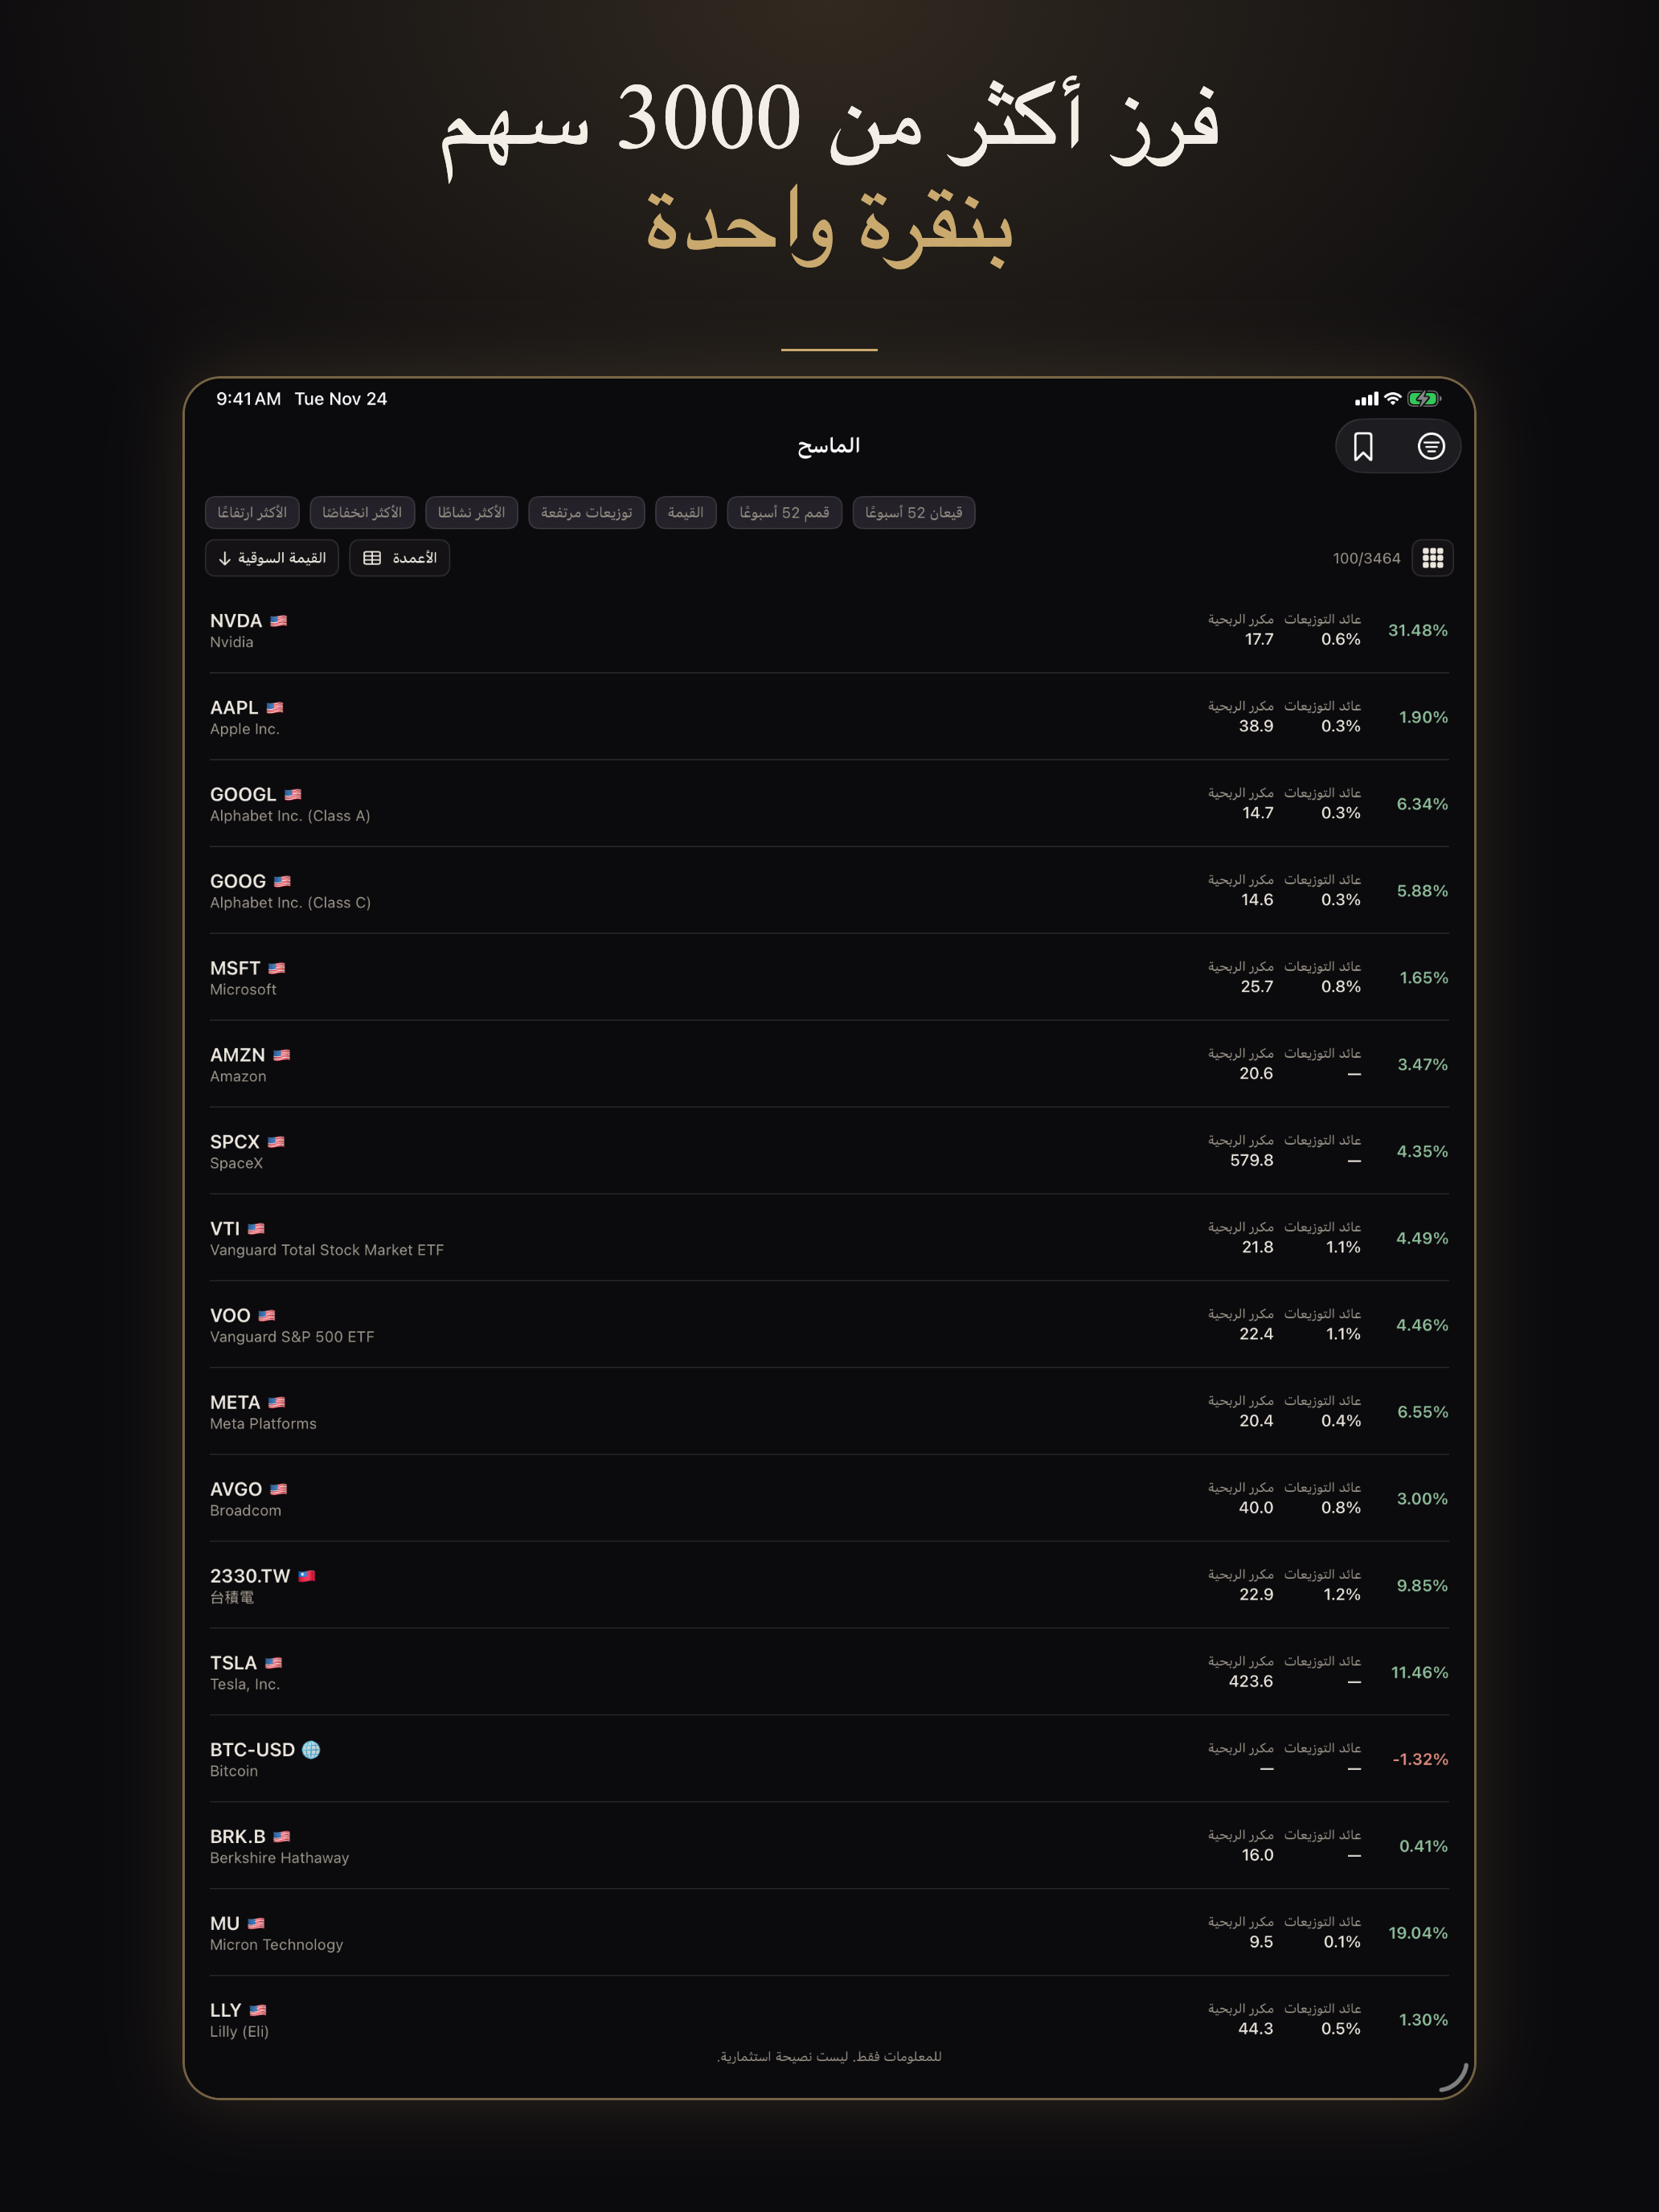 فرز أكثر من 3000 سهم
بنقرة واحدة
9:41 AM Tue Nov 24
الماسح
الأكثر ارتفاعًا الأكثر انخفاضًا الأكثر نشاطًا توزيعات مرتفعة القيمة قمم 52 أسبوعًا قيعان 52 أسبوعًا
القيمة السوقية ↓ الأعمدة 100/3464
NVDA 🇺🇸 مكرر الربحية عائد التوزيعات 31.48%
Nvidia 17.7 0.6%
AAPL 🇺🇸 مكرر الربحية عائد التوزيعات 1.90%
Apple Inc. 38.9 0.3%
GOOGL 🇺🇸 مكرر الربحية عائد التوزيعات 6.34%
Alphabet Inc. (Class A) 14.7 0.3%
GOOG 🇺🇸 مكرر الربحية عائد التوزيعات 5.88%
Alphabet Inc. (Class C) 14.6 0.3%
MSFT 🇺🇸 مكرر الربحية عائد التوزيعات 1.65%
Microsoft 25.7 0.8%
AMZN 🇺🇸 مكرر الربحية عائد التوزيعات 3.47%
Amazon 20.6 —
SPCX 🇺🇸 مكرر الربحية عائد التوزيعات 4.35%
SpaceX 579.8 —
VTI 🇺🇸 مكرر الربحية عائد التوزيعات 4.49%
Vanguard Total Stock Market ETF 21.8 1.1%
VOO 🇺🇸 مكرر الربحية عائد التوزيعات 4.46%
Vanguard S&P 500 ETF 22.4 1.1%
META 🇺🇸 مكرر الربحية عائد التوزيعات 6.55%
Meta Platforms 20.4 0.4%
AVGO 🇺🇸 مكرر الربحية عائد التوزيعات 3.00%
Broadcom 40.0 0.8%
2330.TW 🇹🇼 مكرر الربحية عائد التوزيعات 9.85%
台積電 22.9 1.2%
TSLA 🇺🇸 مكرر الربحية عائد التوزيعات 11.46%
Tesla, Inc. 423.6 —
BTC-USD 🌐 مكرر الربحية عائد التوزيعات -1.32%
Bitcoin — —
BRK.B 🇺🇸 مكرر الربحية عائد التوزيعات 0.41%
Berkshire Hathaway 16.0 —
MU 🇺🇸 مكرر الربحية عائد التوزيعات 19.04%
Micron Technology 9.5 0.1%
LLY 🇺🇸 مكرر الربحية عائد التوزيعات 1.30%
Lilly (Eli) 44.3 0.5%
للمعلومات فقط. ليست نصيحة استثمارية.